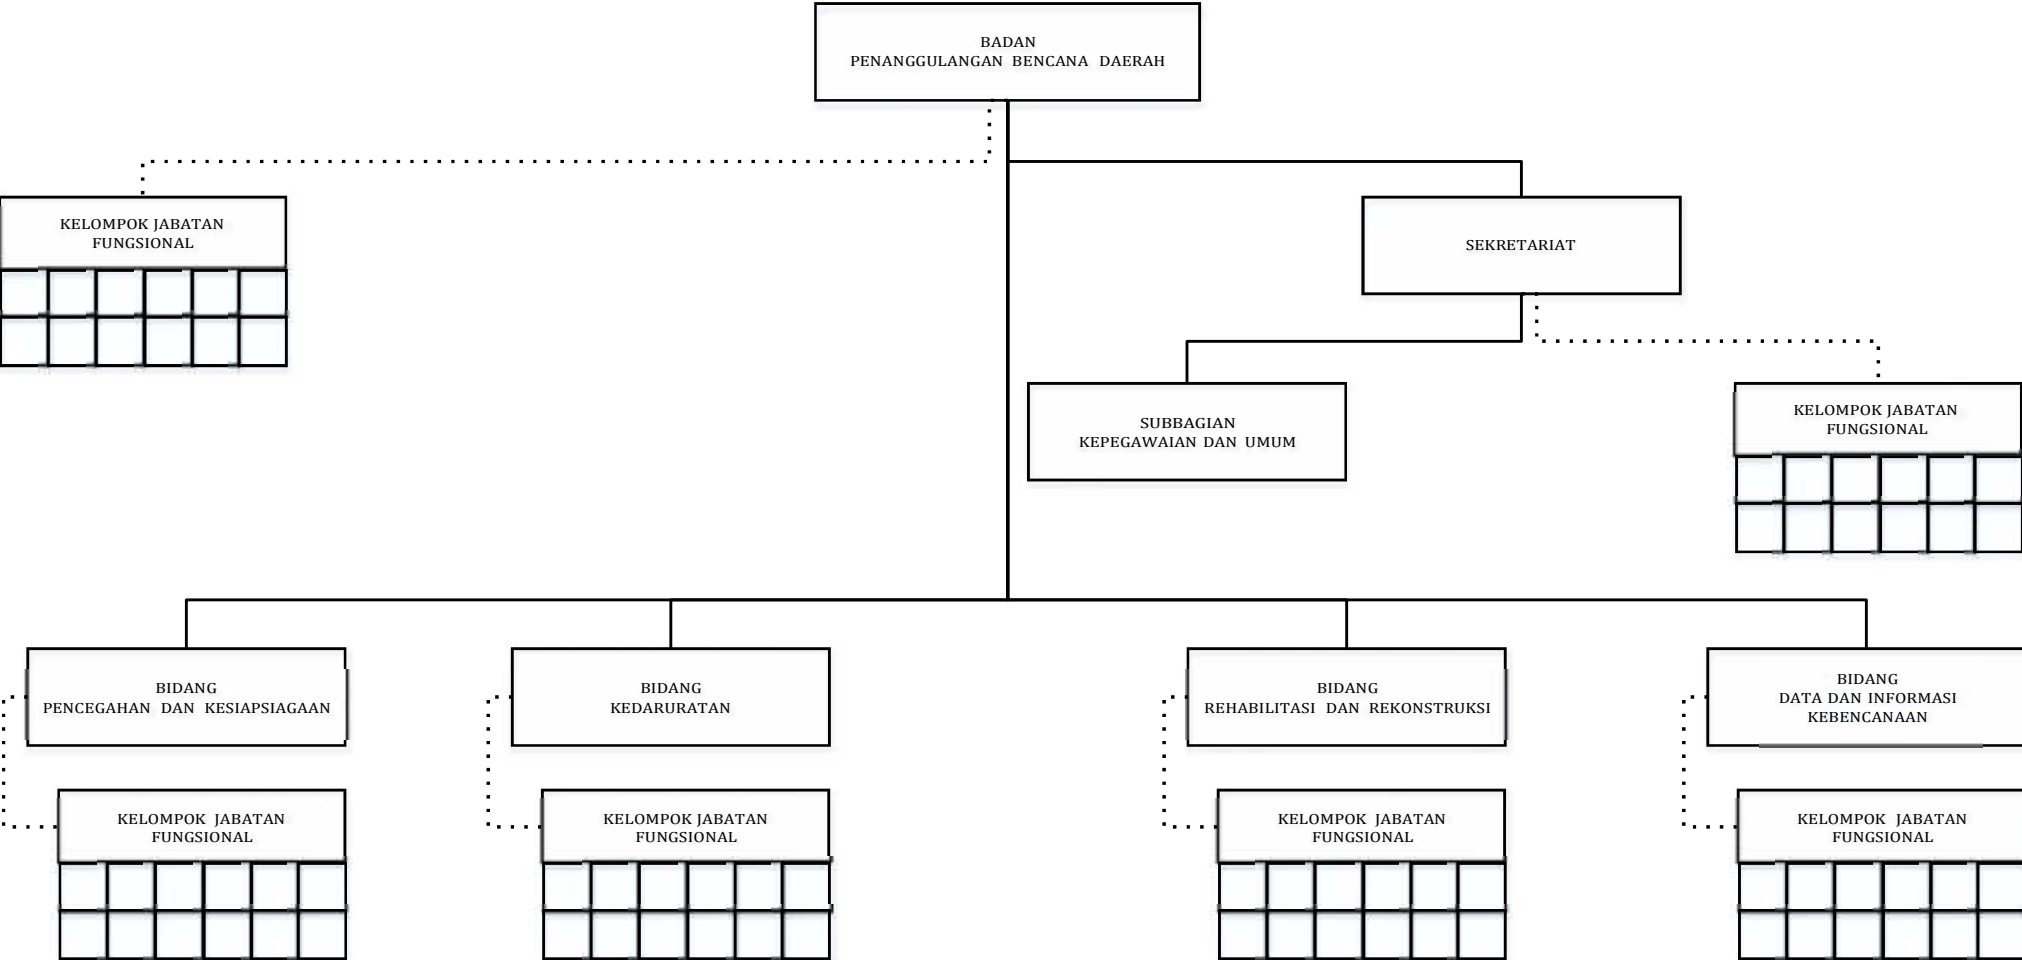 BADAN
PENANGGULANGAN BENCANA DAERAH
KELOMPOK JABATAN
FUNGSIONAL
SEKRETARIAT
SUBBAGIAN
KEPEGAWAIAN DAN UMUM
KELOMPOK JABATAN
FUNGSIONAL
BIDANG
PENCEGAHAN DAN KESIAPSIAGAAN
BIDANG
KEDARURATAN
BIDANG
REHABILITASI DAN REKONSTRUKSI
BIDANG
DATA DAN INFORMASI
KEBENCANAAN
KELOMPOK JABATAN
FUNGSIONAL
KELOMPOK JABATAN
FUNGSIONAL
KELOMPOK JABATAN
FUNGSIONAL
KELOMPOK JABATAN
FUNGSIONAL